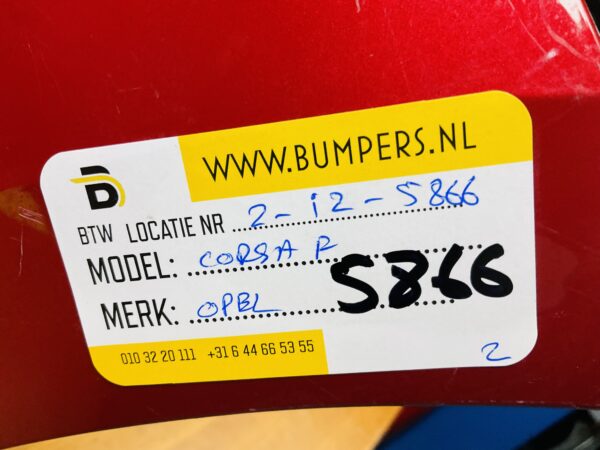 WWW.BUMPERS.NL
B
BTW LOCATIE NR 2-i2-5866
MODEL: CORSA F
MERK: OPEL
5866
010 32 20 111 +31 6 44 66 53 55
2